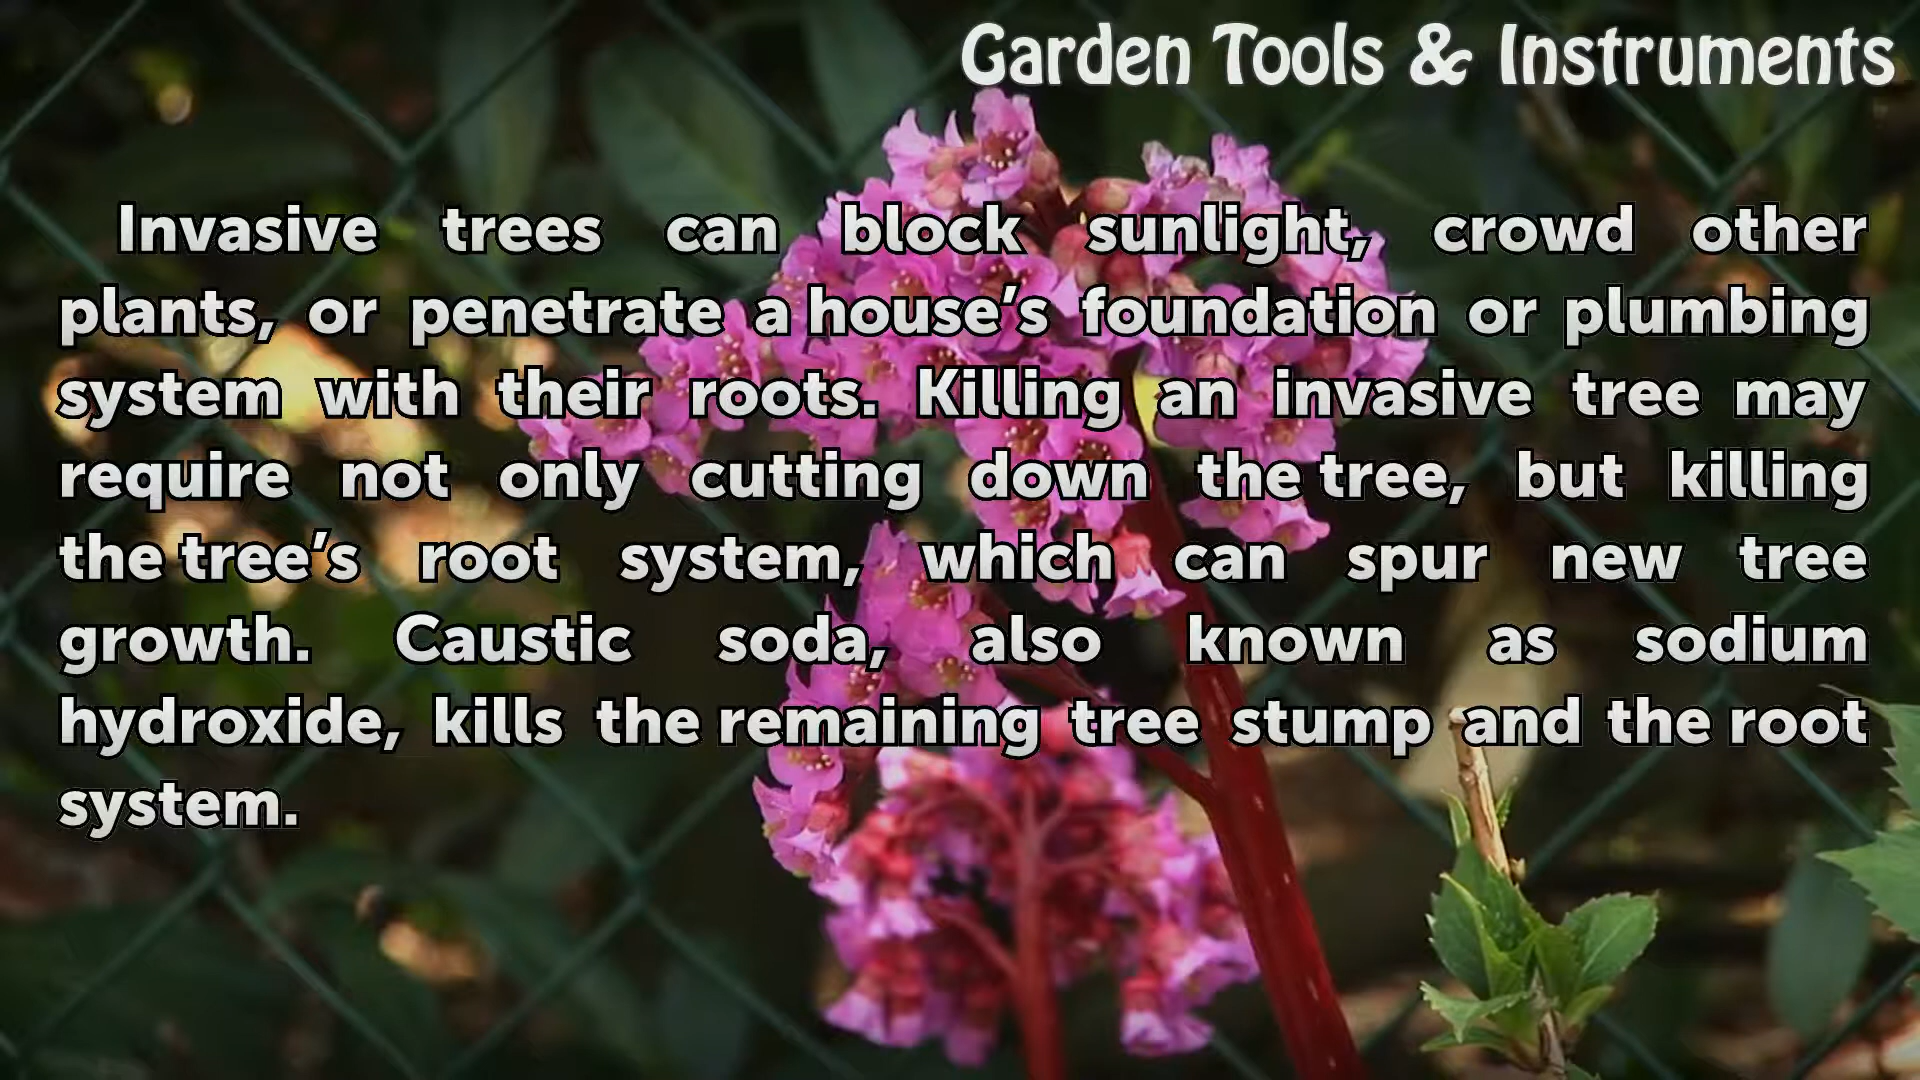 Garden Tools & Instruments
Invasive trees can block sunlight, crowd other
plants, or penetrate a house’s foundation or plumbing
system with their roots. Killing an invasive tree may
require not only cutting down the tree, but killing
the tree’s root system, which can spur new tree
growth. Caustic soda, also known as sodium
hydroxide, kills the remaining tree stump and the root
system.